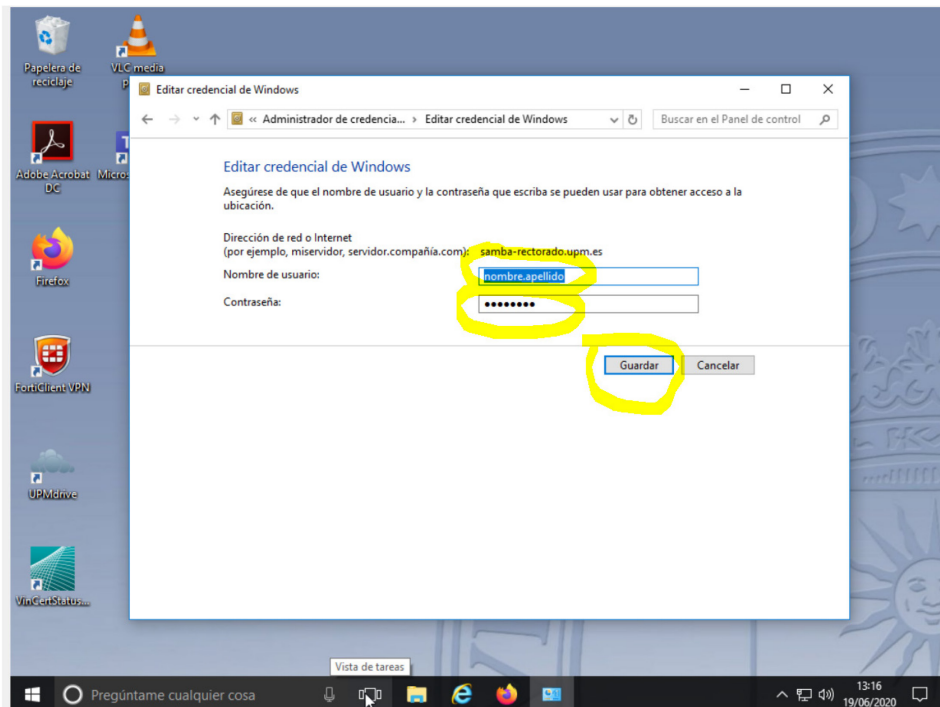 Papelera de
reciclaje
VLC media
p
Adobe Acrobat
DC
Micros
Firefox
FortiClient VPN
UPMdrive
VinCertStatus...
Editar credencial de Windows
« Administrador de credencia... › Editar credencial de Windows
Buscar en el Panel de control
Editar credencial de Windows
Asegúrese de que el nombre de usuario y la contraseña que escriba se pueden usar para obtener acceso a la
ubicación.
Dirección de red o Internet
(por ejemplo, miservidor, servidor.compañía.com): samba-rectorado.upm.es
Nombre de usuario: nombre.apellido
Contraseña: ●●●●●●●●
Guardar Cancelar
Vista de tareas
Pregúntame cualquier cosa
13:16
19/06/2020